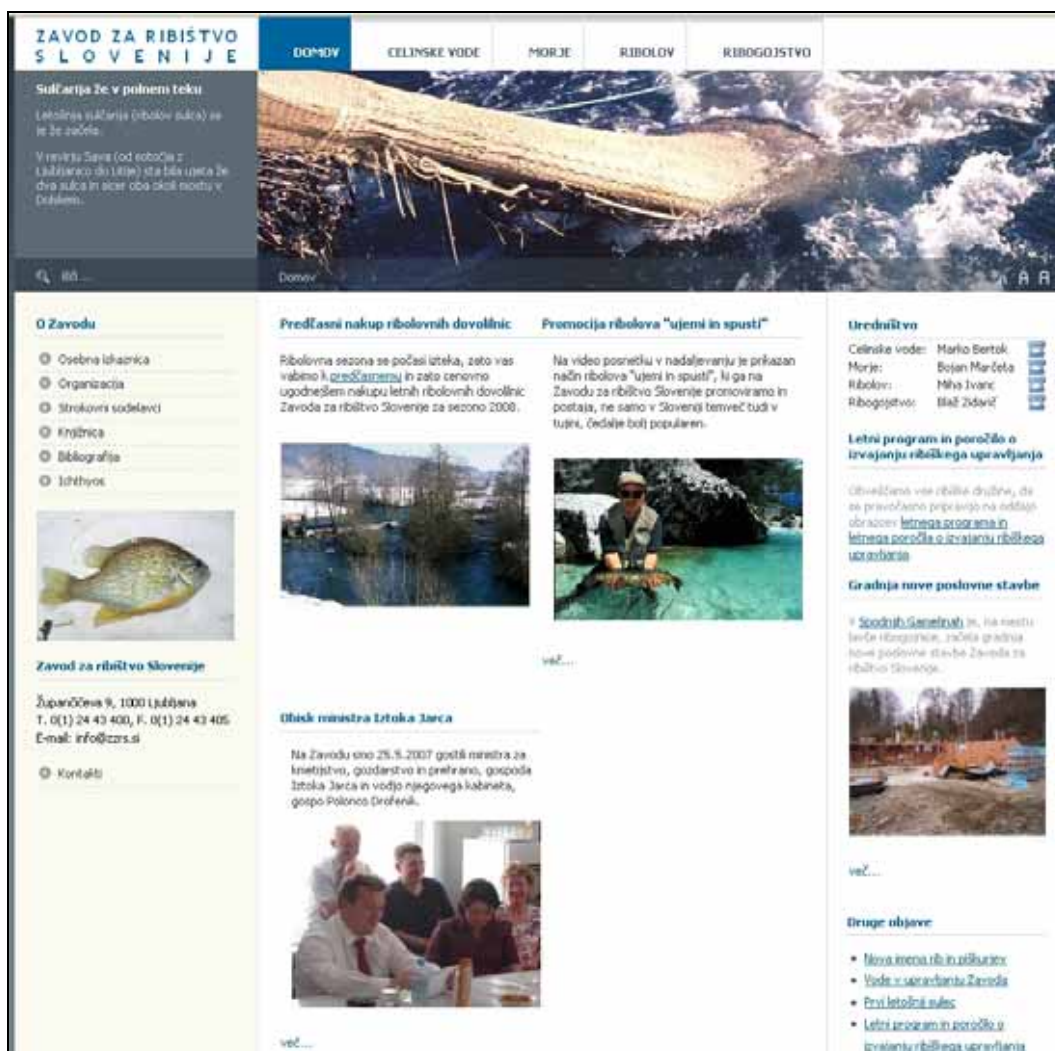 ZAVOD ZA RIBIŠTVO
SLOVENIJE
DOMOV
CELINSKE VODE
MORJE
RIBOLOV
RIBOGOJSTVO
Sulčarija že v polnem teku
Letošnja sulčarija (ribolov sulca) se
je že začela.
V revirju Sava (od sotočja z
Ljubljanico do Litije) sta bila ujeta že
dva sulca in sicer oba okoli mostu v
Dolskem.
Išči...
Domov
A A
O Zavodu
Osebna izkaznica
Organizacija
Strokovni sodelavci
Knjižnica
Bibliografija
Ichthyos
Zavod za ribištvo Slovenije
Župančičeva 9, 1000 Ljubljana
T. 0(1) 24 43 400, F. 0(1) 24 43 405
E-mail: info@zzrs.si
Kontakti
Predčasni nakup ribolovnih dovolilnic
Ribolovna sezona se počasi izteka, zato vas
vabimo k predčasnemu in zato cenovno
ugodnejšem nakupu letnih ribolovnih dovolilnic
Zavoda za ribištvo Slovenije za sezono 2008.
Promocija ribolova "ujemi in spusti"
Na video posnetku v nadaljevanju je prikazan
način ribolova "ujemi in spusti", ki ga na
Zavodu za ribištvo Slovenije promoviramo in
postaja, ne samo v Sloveniji temveč tudi v
tujini, čedalje bolj popularen.
več...
Obisk ministra Iztoka Jarca
Na Zavodu smo 25.5.2007 gostili ministra za
kmetijstvo, gozdarstvo in prehrano, gospoda
Iztoka Jarca in vodjo njegovega kabineta,
gospo Polonco Drofenik.
več...
Uredništvo
Celinske vode: Marko Bertok
Morje: Bojan Marčeta
Ribolov: Miha Ivanc
Ribogojstvo: Blaž Zidarič
Letni program in poročilo o
izvajanju ribiškega upravljanja
Obveščamo vse ribiške družine, da
se pravočasno pripravijo na oddajo
obrazcev letnega programa in
letnega poročila o izvajanju ribiškega
upravljanja.
Gradnja nove poslovne stavbe
V Spodnjih Gameljnah je, na mestu
bivše ribogojnice, začela gradnja
nove poslovne stavbe Zavoda za
ribištvo Slovenije.
več...
Druge objave
Nova imena rib in piškurjev
Vode v upravljanju Zavoda
Prvi letošnji sulec
Letni program in poročilo o
izvajanju ribiškega upravljanja